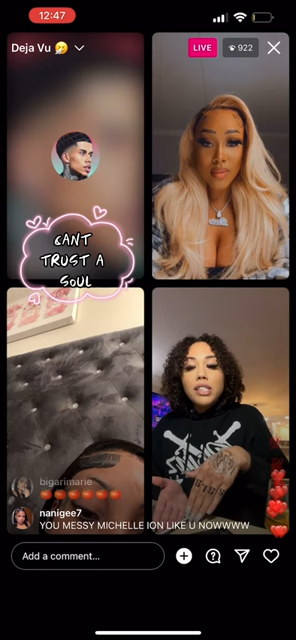 12:47
Deja Vu 🤧
LIVE
922
CANT
TRUST A
SOUL
bigarimarie
🍅🍅🍅🍅🍅🍅
nanigee7
YOU MESSY MICHELLE ION LIKE U NOWWWW
Add a comment...